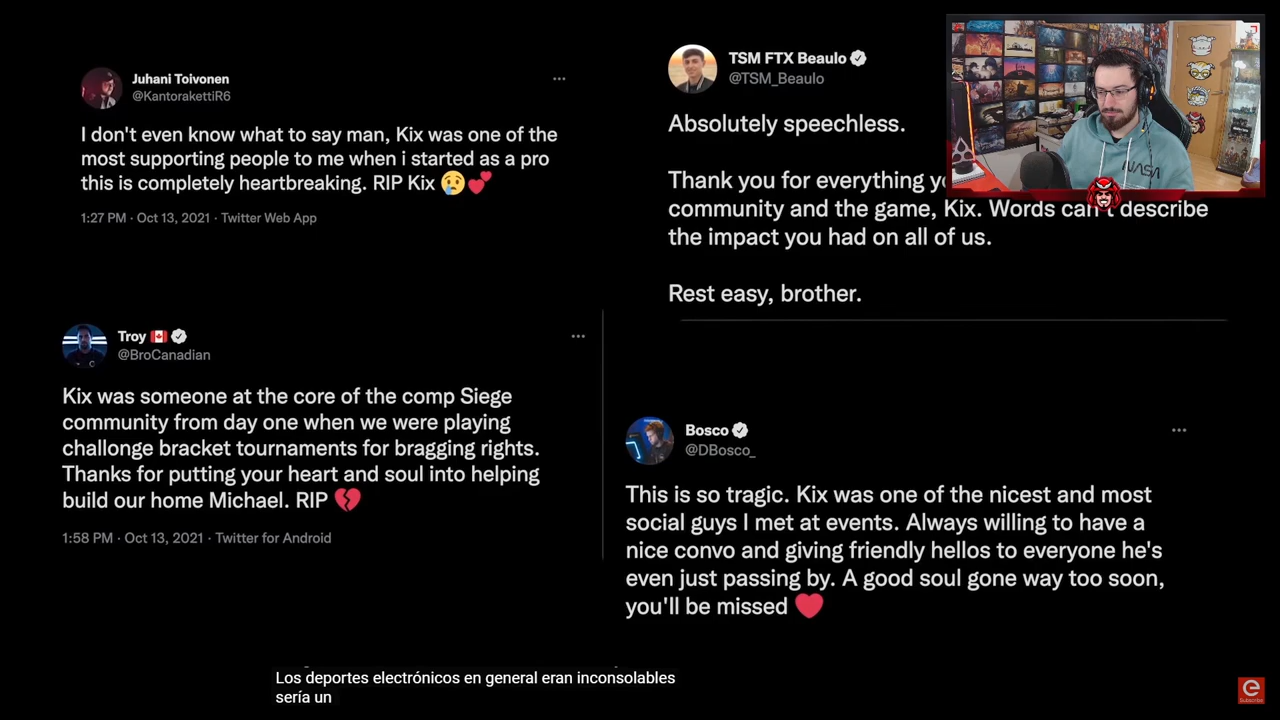 Juhani Toivonen
@KantorakettiR6
I don't even know what to say man, Kix was one of the
most supporting people to me when i started as a pro
this is completely heartbreaking. RIP Kix 😢💕
1:27 PM · Oct 13, 2021 · Twitter Web App
TSM FTX Beaulo
@TSM_Beaulo
Absolutely speechless.
Thank you for everything
community and the game, Kix. Words can't describe
the impact you had on all of us.
Rest easy, brother.
NASA
Troy 🇨🇦
@BroCanadian
Kix was someone at the core of the comp Siege
community from day one when we were playing
challonge bracket tournaments for bragging rights.
Thanks for putting your heart and soul into helping
build our home Michael. RIP 💔
1:58 PM · Oct 13, 2021 · Twitter for Android
Bosco
@DBosco_
This is so tragic. Kix was one of the nicest and most
social guys I met at events. Always willing to have a
nice convo and giving friendly hellos to everyone he's
even just passing by. A good soul gone way too soon,
you'll be missed ❤️
Los deportes electrónicos en general eran inconsolables
sería un
e
Subscribe